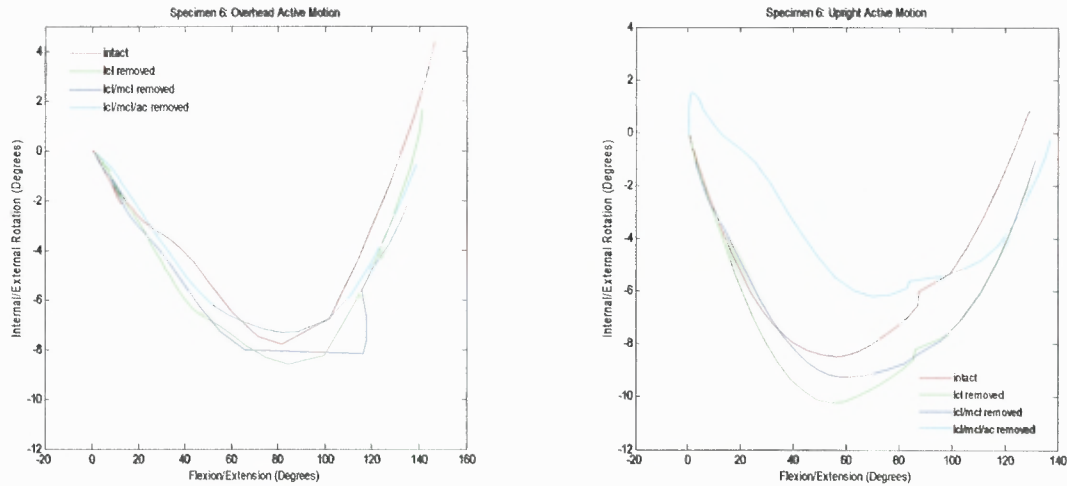 Specimen 6: Overhead Active Motion
4
2
0
-2
-4
-6
-8
-10
-12
-20
0
20
40
60
80
100
120
140
160
Internal/External Rotation (Degrees)
Flexion/Extension (Degrees)
intact
lcl removed
lcl/mcl removed
lcl/mcl/ac removed
Specimen 6: Upright Active Motion
4
2
0
-2
-4
-6
-8
-10
-12
-20
0
20
40
60
80
100
120
140
Internal/External Rotation (Degrees)
Flexion/Extension (Degrees)
intact
lcl removed
lcl/mcl removed
lcl/mcl/ac removed